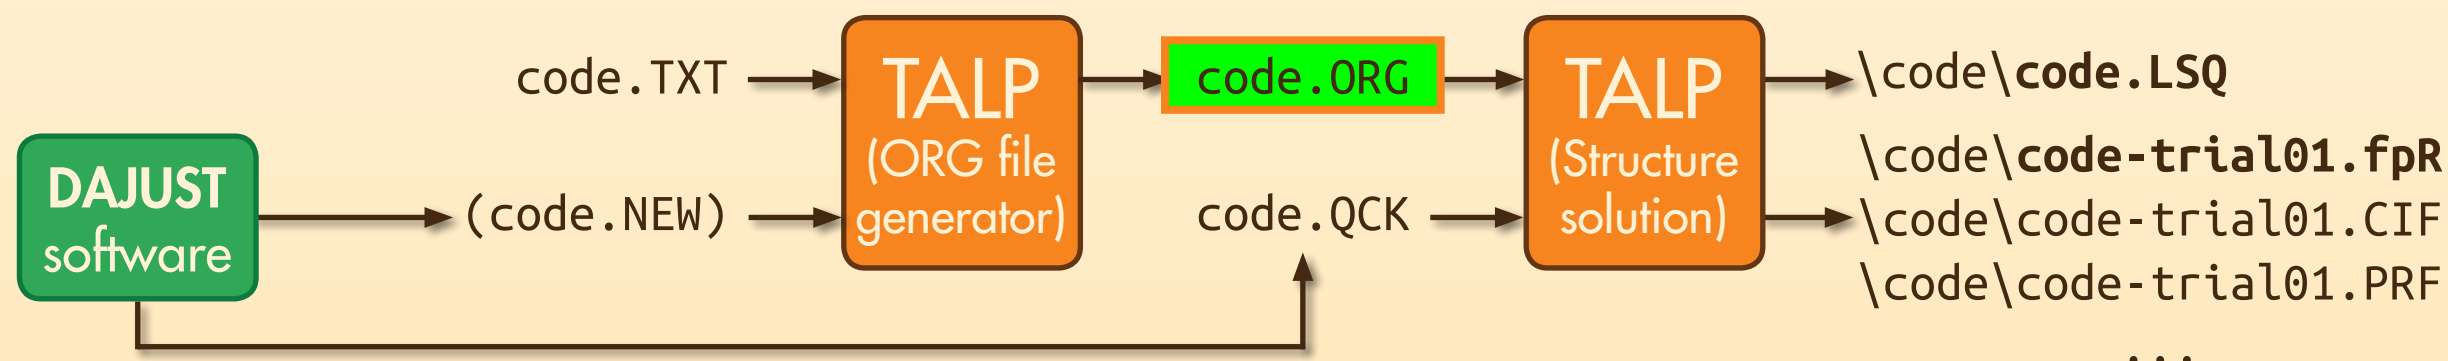 DAJUST
software
code.TXT
(code.NEW)
TALP
(ORG file
generator)
code.ORG
code.QCK
TALP
(Structure
solution)
\code\code.LSQ
\code\code-trial01.fpR
\code\code-trial01.CIF
\code\code-trial01.PRF
...